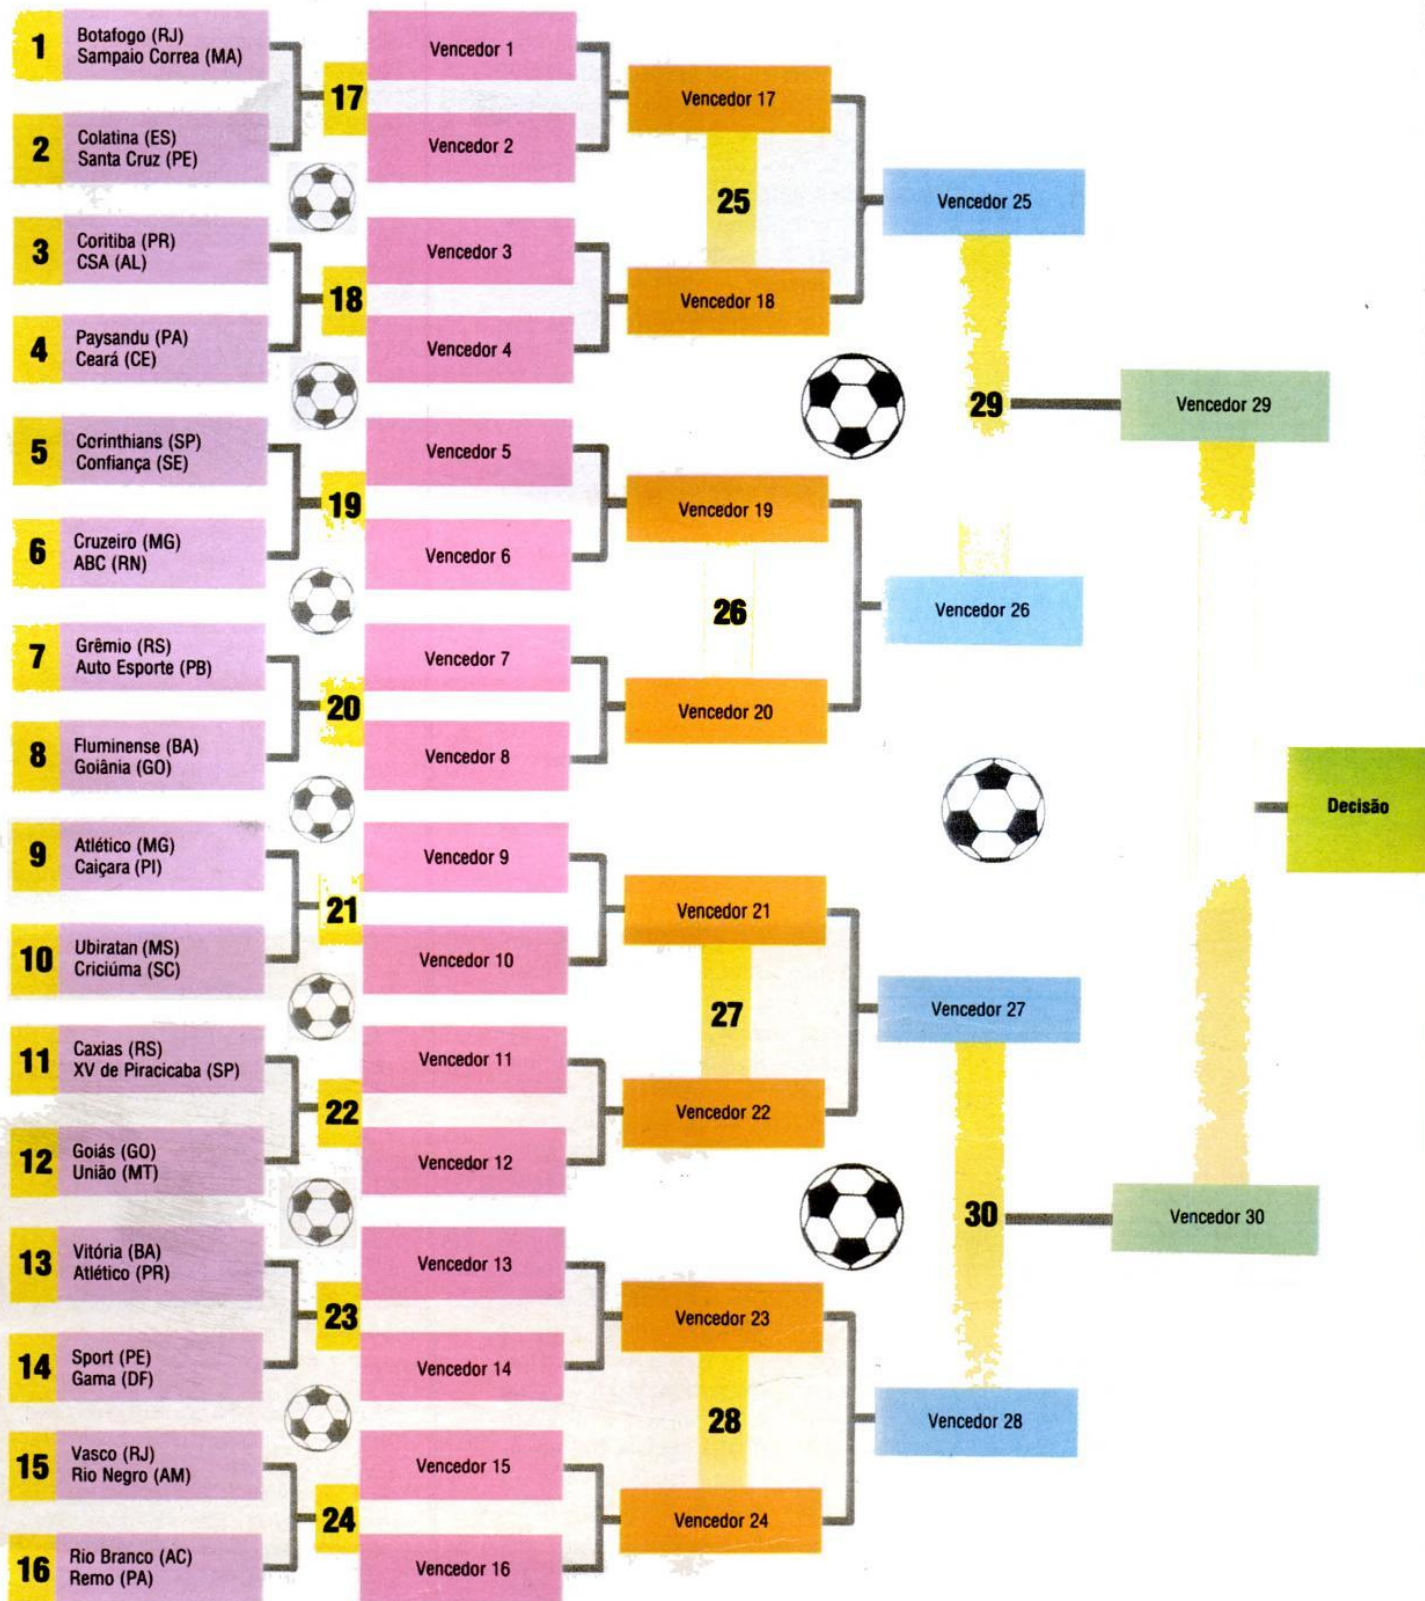 1
Botafogo (RJ)
Sampaio Correa (MA)
2
Colatina (ES)
Santa Cruz (PE)
3
Coritiba (PR)
CSA (AL)
4
Paysandu (PA)
Ceará (CE)
5
Corinthians (SP)
Confiança (SE)
6
Cruzeiro (MG)
ABC (RN)
7
Grêmio (RS)
Auto Esporte (PB)
8
Fluminense (BA)
Goiânia (GO)
9
Atlético (MG)
Caiçara (PI)
10
Ubiratan (MS)
Criciúma (SC)
11
Caxias (RS)
XV de Piracicaba (SP)
12
Goiás (GO)
União (MT)
13
Vitória (BA)
Atlético (PR)
14
Sport (PE)
Gama (DF)
15
Vasco (RJ)
Rio Negro (AM)
16
Rio Branco (AC)
Remo (PA)
17
18
19
20
21
22
23
24
Vencedor 1
Vencedor 2
Vencedor 3
Vencedor 4
Vencedor 5
Vencedor 6
Vencedor 7
Vencedor 8
Vencedor 9
Vencedor 10
Vencedor 11
Vencedor 12
Vencedor 13
Vencedor 14
Vencedor 15
Vencedor 16
Vencedor 17
25
Vencedor 18
Vencedor 19
26
Vencedor 20
Vencedor 21
27
Vencedor 22
Vencedor 23
28
Vencedor 24
Vencedor 25
29
Vencedor 26
Vencedor 27
30
Vencedor 28
Vencedor 29
Vencedor 30
Decisão